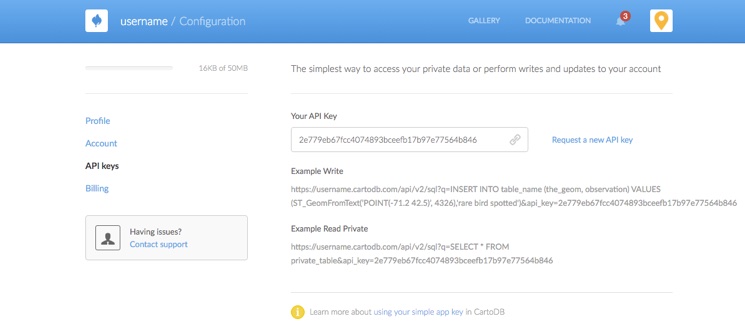 username / Configuration
GALLERY
DOCUMENTATION
3
16KB of 50MB
The simplest way to access your private data or perform writes and updates to your account
Profile
Account
API keys
Billing
Having issues?
Contact support
Your API Key
2e779eb67fcc4074893bceefb17b97e77564b846
Request a new API key
Example Write
https://username.cartodb.com/api/v2/sql?q=INSERT INTO table_name (the_geom, observation) VALUES
(ST_GeomFromText('POINT(-71.2 42.5)', 4326),'rare bird spotted')&api_key=2e779eb67fcc4074893bceefb17b97e77564b846
Example Read Private
https://username.cartodb.com/api/v2/sql?q=SELECT * FROM
private_table&api_key=2e779eb67fcc4074893bceefb17b97e77564b846
Learn more about using your simple app key in CartoDB